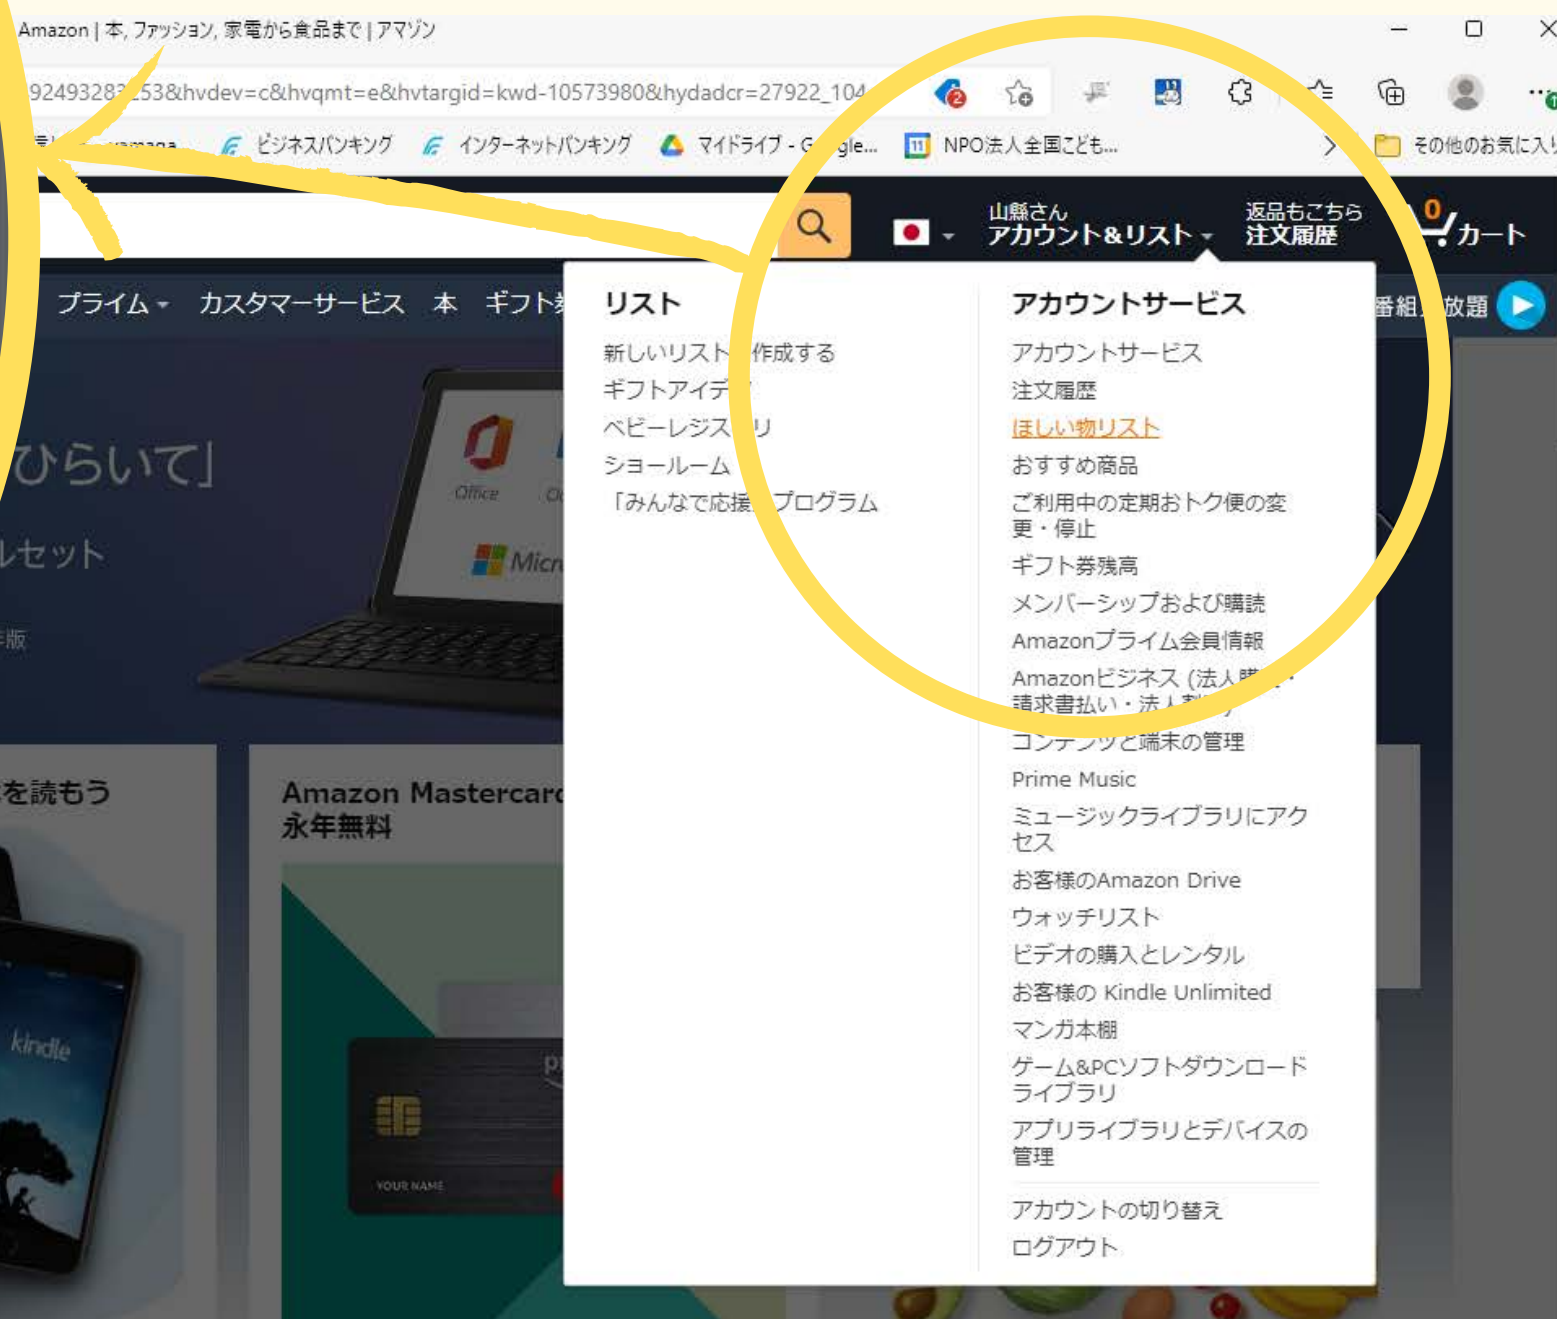 Amazon | 本, ファッション, 家電から食品まで | アマゾン
53&hvdev=c&hvqmt=e&hvtargid=kwd-10573980&hydadcr=27922_104
ビジネスバンキング
インターネットバンキング
マイドライブ -
NPO法人全国こども...
その他のお気に入り
山縣さん
アカウント&リスト
返品もこちら
注文履歴
0
カート
プライム
カスタマーサービス
本
ギフト券
番組
放題
リスト
新しいリスト
作成する
ギフトアイデ
ベビーレジス
リ
ショールーム
「みんなで応援
プログラム
アカウントサービス
アカウントサービス
注文履歴
ほしい物リスト
おすすめ商品
ご利用中の定期おトク便の変
更・停止
ギフト券残高
メンバーシップおよび購読
Amazonプライム会員情報
Amazonビジネス (法人
請求書払い・法人
コンテンツと端末の管理
Prime Music
ミュージックライブラリにアク
セス
お客様のAmazon Drive
ウォッチリスト
ビデオの購入とレンタル
お客様の Kindle Unlimited
マンガ本棚
ゲーム&PCソフトダウンロード
ライブラリ
アプリライブラリとデバイスの
管理
アカウントの切り替え
ログアウト
ひらいて」
ルセット
版
Office
Micr
を読もう
Amazon Mastercard
永年無料
kindle
pr
YOUR NAME